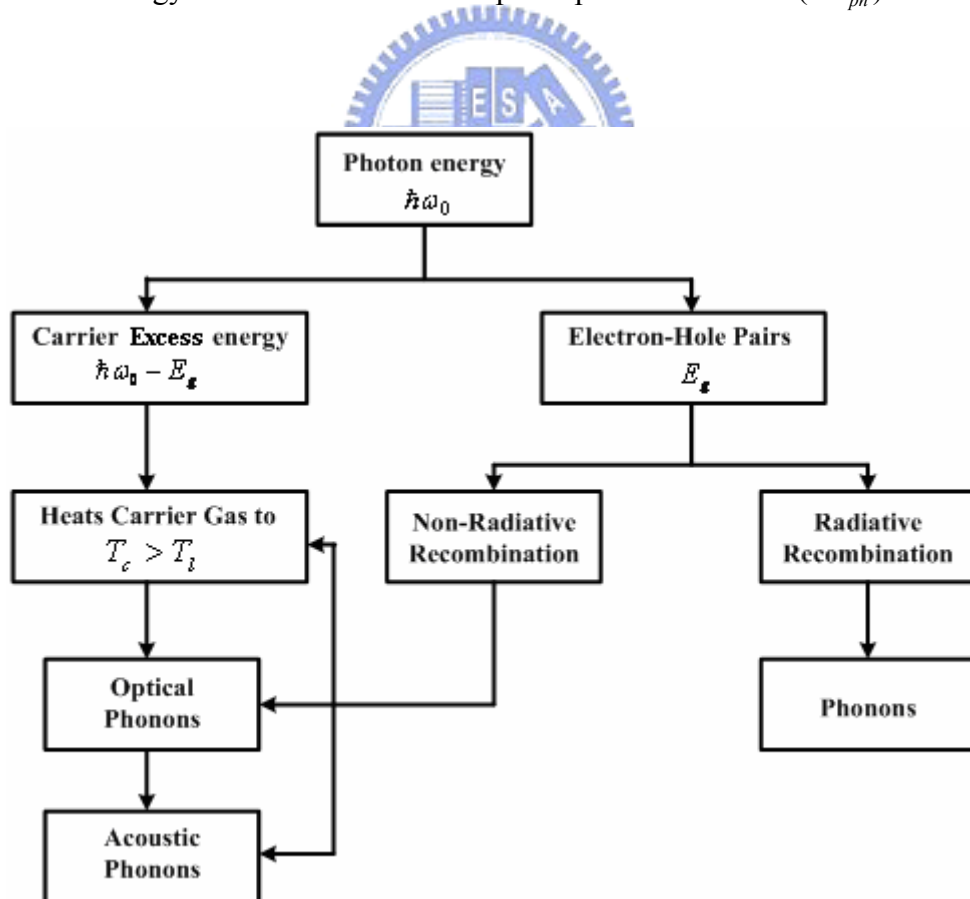 (
ph
)
E S A
Photon energy
ℏω₀
Carrier Excess energy
ℏω₀ − E_g
Electron-Hole Pairs
E_g
Heats Carrier Gas to
T_c > T_l
Non-Radiative
Recombination
Radiative
Recombination
Optical
Phonons
Phonons
Acoustic
Phonons